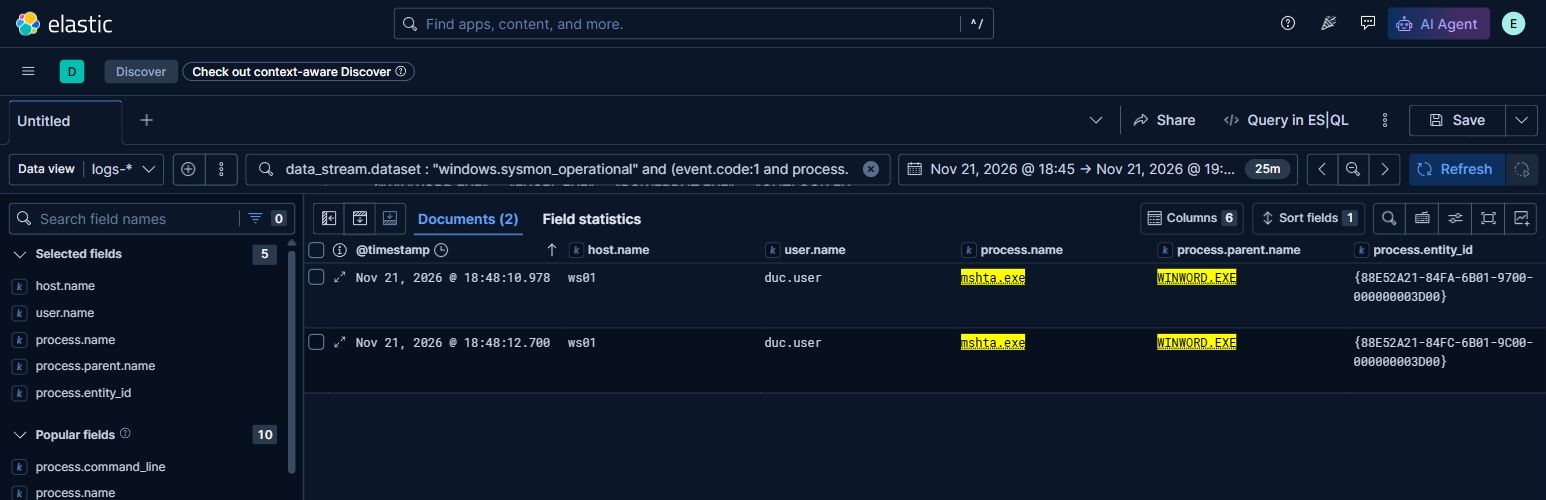 elastic
Find apps, content, and more.
^/
AI Agent
E
D
Discover
Check out context-aware Discover
Untitled
Share
Query in ES|QL
Save
Data view
logs-*
data_stream.dataset : "windows.sysmon_operational" and (event.code:1 and process.
Nov 21, 2026 @ 18:45 → Nov 21, 2026 @ 19:...
25m
Refresh
Search field names
0
Selected fields
5
host.name
user.name
process.name
process.parent.name
process.entity_id
Popular fields
10
process.command_line
process.name
Documents (2)
Field statistics
Columns 6
Sort fields 1
@timestamp
k host.name
k user.name
k process.name
k process.parent.name
k process.entity_id
Nov 21, 2026 @ 18:48:10.978
ws01
duc.user
mshta.exe
WINWORD.EXE
{88E52A21-84FA-6B01-9700-
000000003D00}
Nov 21, 2026 @ 18:48:12.700
ws01
duc.user
mshta.exe
WINWORD.EXE
{88E52A21-84FC-6B01-9C00-
000000003D00}